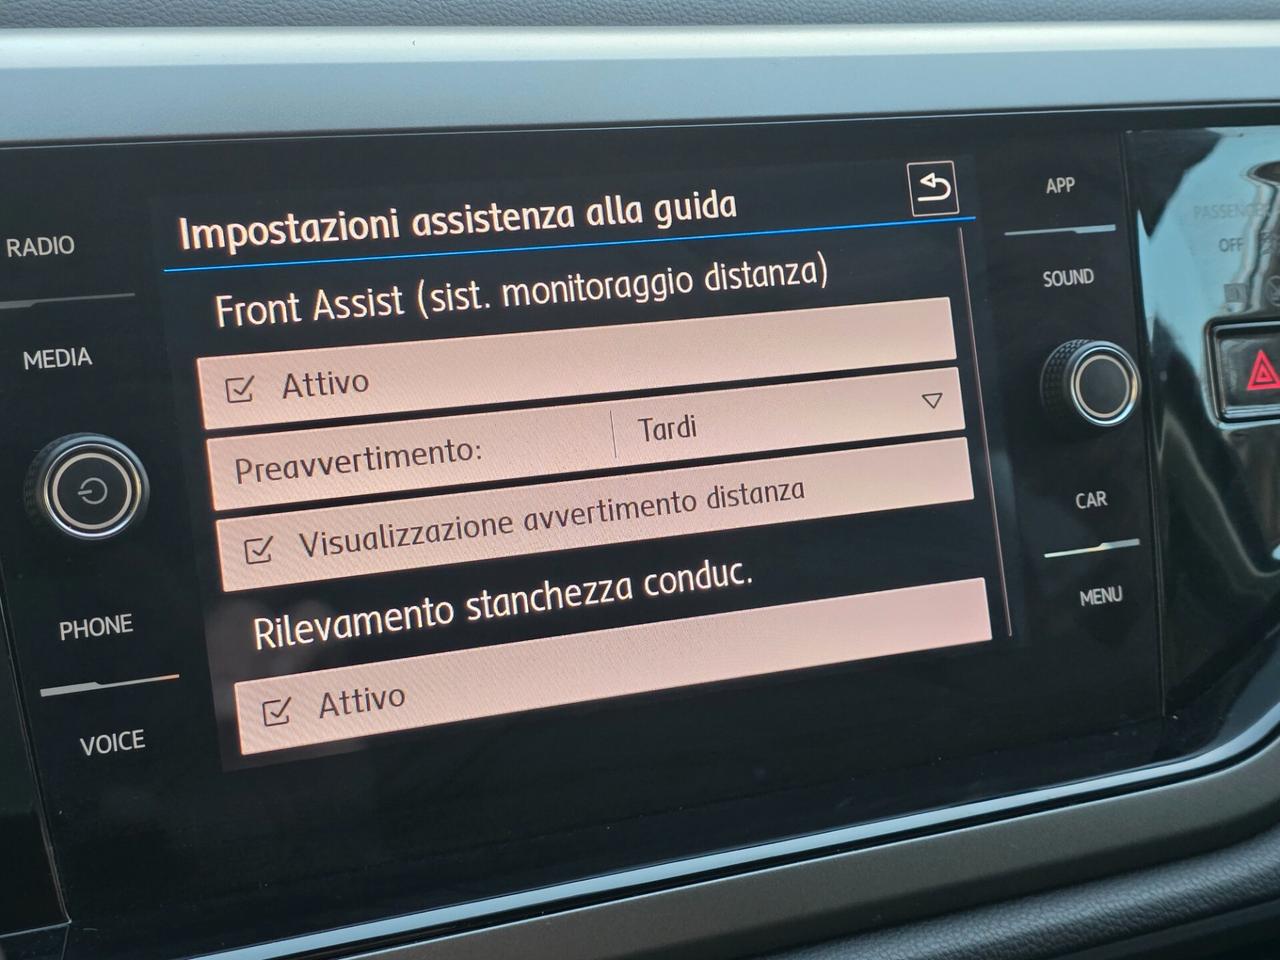 Impostazioni assistenza alla guida
Front Assist (sist. monitoraggio distanza)
Attivo
Preavvertimento: Tardi
Visualizzazione avvertimento distanza
Rilevamento stanchezza conduc.
Attivo
RADIO
MEDIA
PHONE
VOICE
APP
SOUND
CAR
MENU
OFF